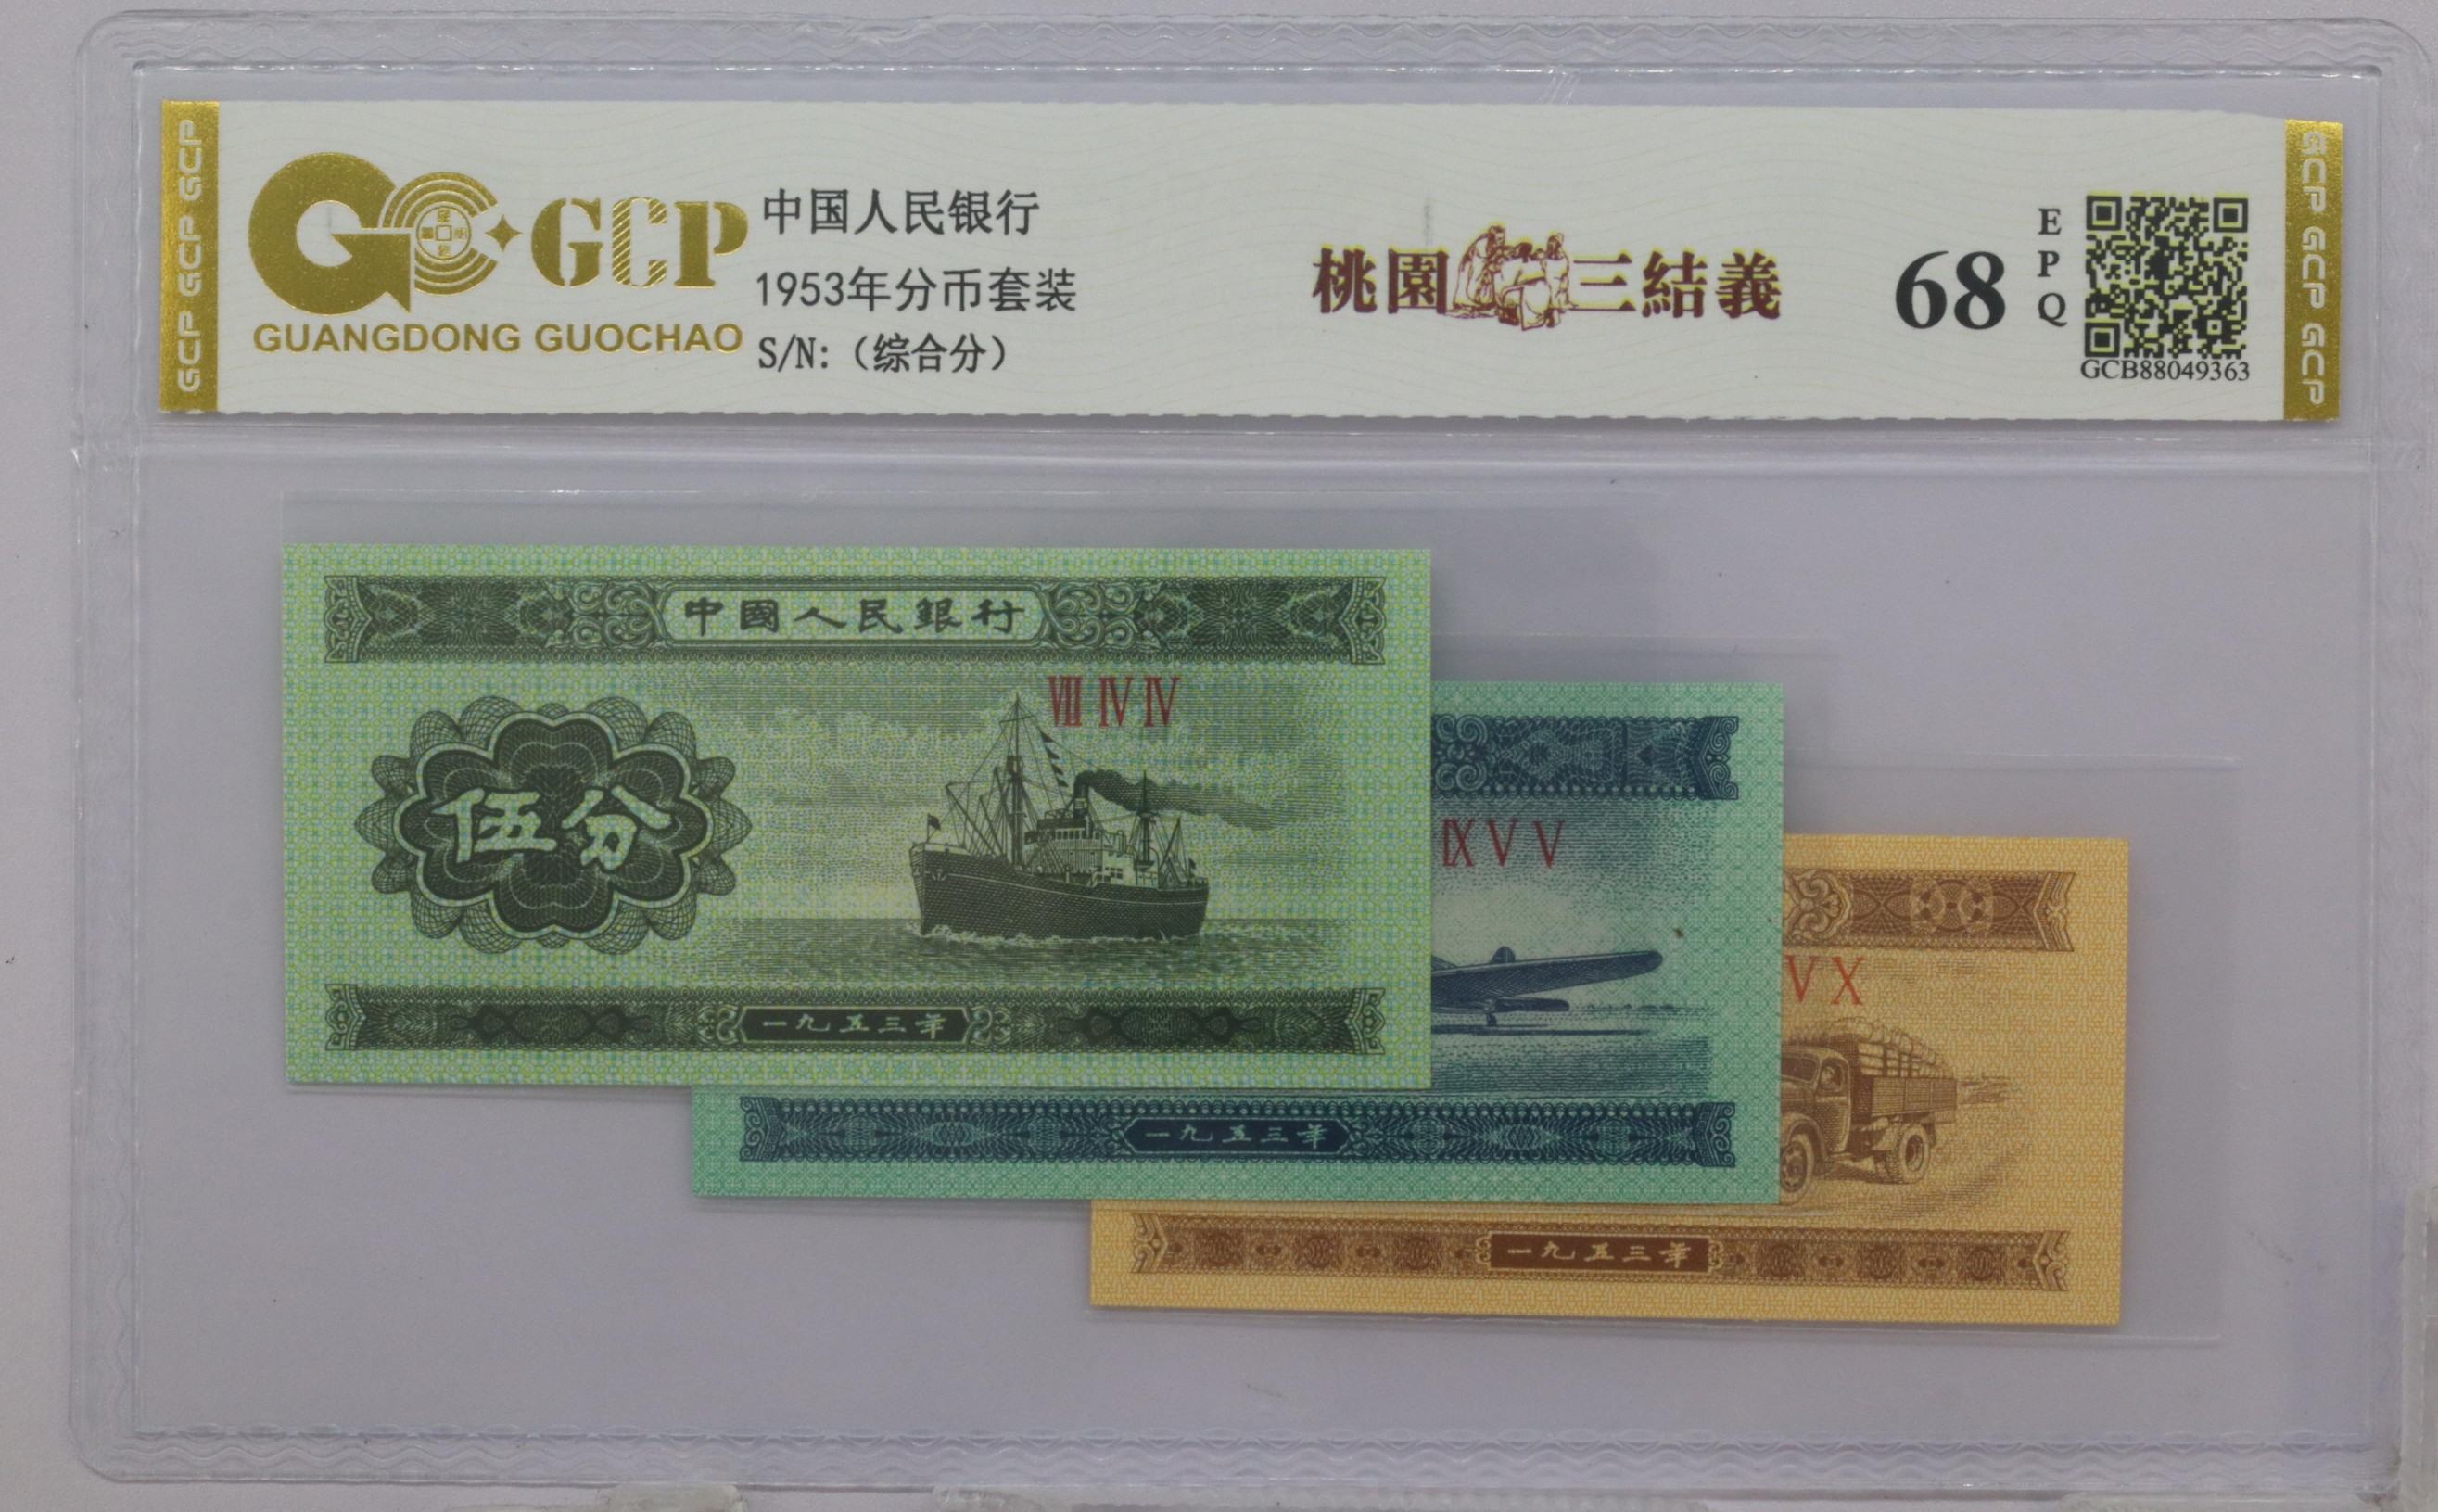 GCP GCP GCP
GCP
GUANGDONG GUOCHAO
中国人民银行
1953年分币套装
S/N:（综合分）
桃園三結義
68
EPQ
GCB88049363
GCP GCP GCP
中國人民銀行
VIII IV IV
伍分
一九五三年
IX V V
一九五三年
V X
一九五三年